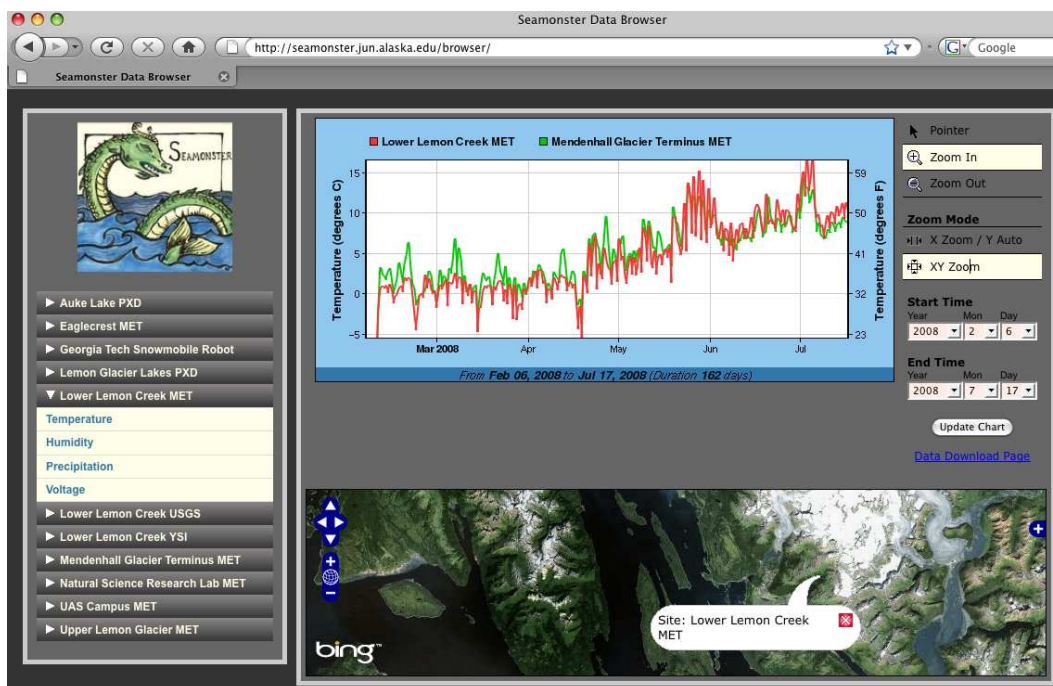 Seamonster Data Browser
http://seamonster.jun.alaska.edu/browser/
Google
Seamonster Data Browser
SEAMONSTER
Auke Lake PXD
Eaglecrest MET
Georgia Tech Snowmobile Robot
Lemon Glacier Lakes PXD
Lower Lemon Creek MET
Temperature
Humidity
Precipitation
Voltage
Lower Lemon Creek USGS
Lower Lemon Creek YSI
Mendenhall Glacier Terminus MET
Natural Science Research Lab MET
UAS Campus MET
Upper Lemon Glacier MET
Lower Lemon Creek MET Mendenhall Glacier Terminus MET
Temperature (degrees C)
15
10
5
0
-5
Mar 2008 Apr May Jun Jul
59
50
41
32
23
Temperature (degrees F)
From Feb 06, 2008 to Jul 17, 2008 (Duration 162 days)
Pointer
Zoom In
Zoom Out
Zoom Mode
X Zoom / Y Auto
XY Zoom
Start Time
Year Mon Day
2008 2 6
End Time
Year Mon Day
2008 7 17
Update Chart
Data Download Page
Site: Lower Lemon Creek
MET
bing™